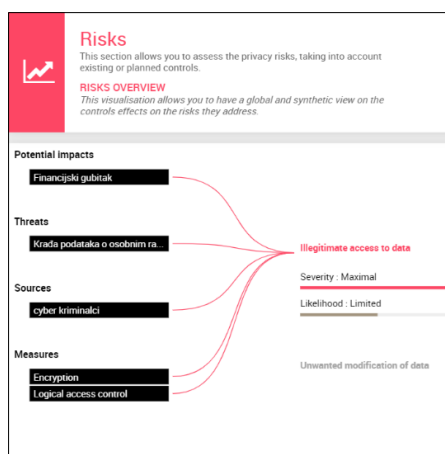 Risks
This section allows you to assess the privacy risks, taking into account
existing or planned controls.
RISKS OVERVIEW
This visualisation allows you to have a global and synthetic view on the
controls effects on the risks they address.
Potential impacts
Financijski gubitak
Threats
Krađa podataka o osobnim ra...
Sources
cyber kriminalci
Measures
Encryption
Logical access control
Illegitimate access to data
Severity : Maximal
Likelihood : Limited
Unwanted modification of data